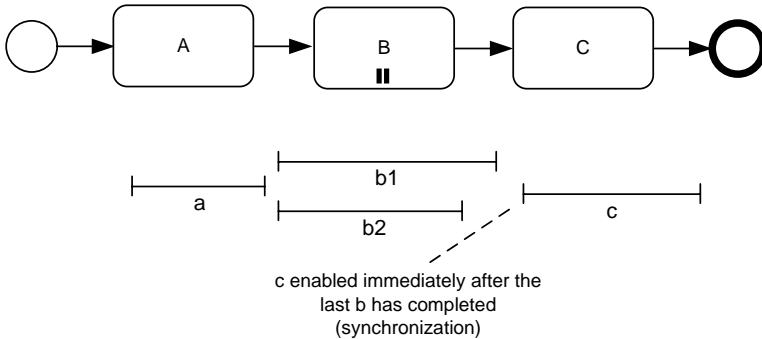 A
B
C
b1
a
b2
c
c enabled immediately after the
last b has completed
(synchronization)